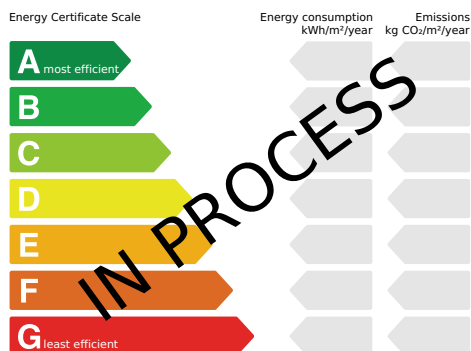 Energy Certificate Scale
Energy consumption
kWh/m²/year
Emissions
kg CO₂/m²/year
A most efficient
B
C
D
E
F
G least efficient
IN PROCESS